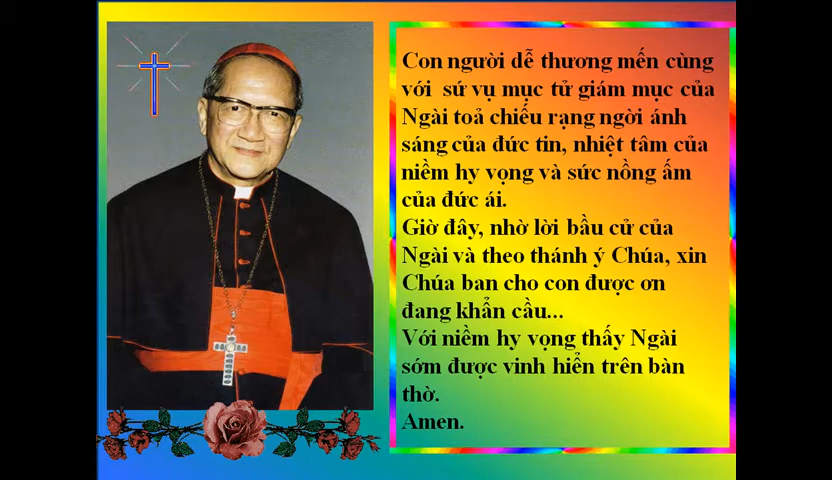 Con người dễ thương mến cùng
với sứ vụ mục tử giám mục của
Ngài toả chiếu rạng ngời ánh
sáng của đức tin, nhiệt tâm của
niềm hy vọng và sức nồng ấm
của đức ái.
Giờ đây, nhờ lời bầu cử của
Ngài và theo thánh ý Chúa, xin
Chúa ban cho con được ơn
đang khẩn cầu...
Với niềm hy vọng thấy Ngài
sớm được vinh hiển trên bàn
thờ.
Amen.